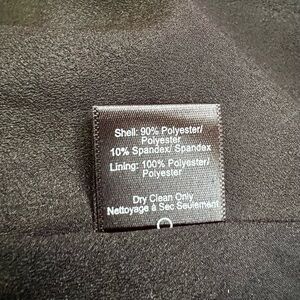 Shell: 90% Polyester/
Polyester
10% Spandex/ Spandex
Lining: 100% Polyester/
Polyester
Dry Clean Only
Nettoyage à Sec Seulement